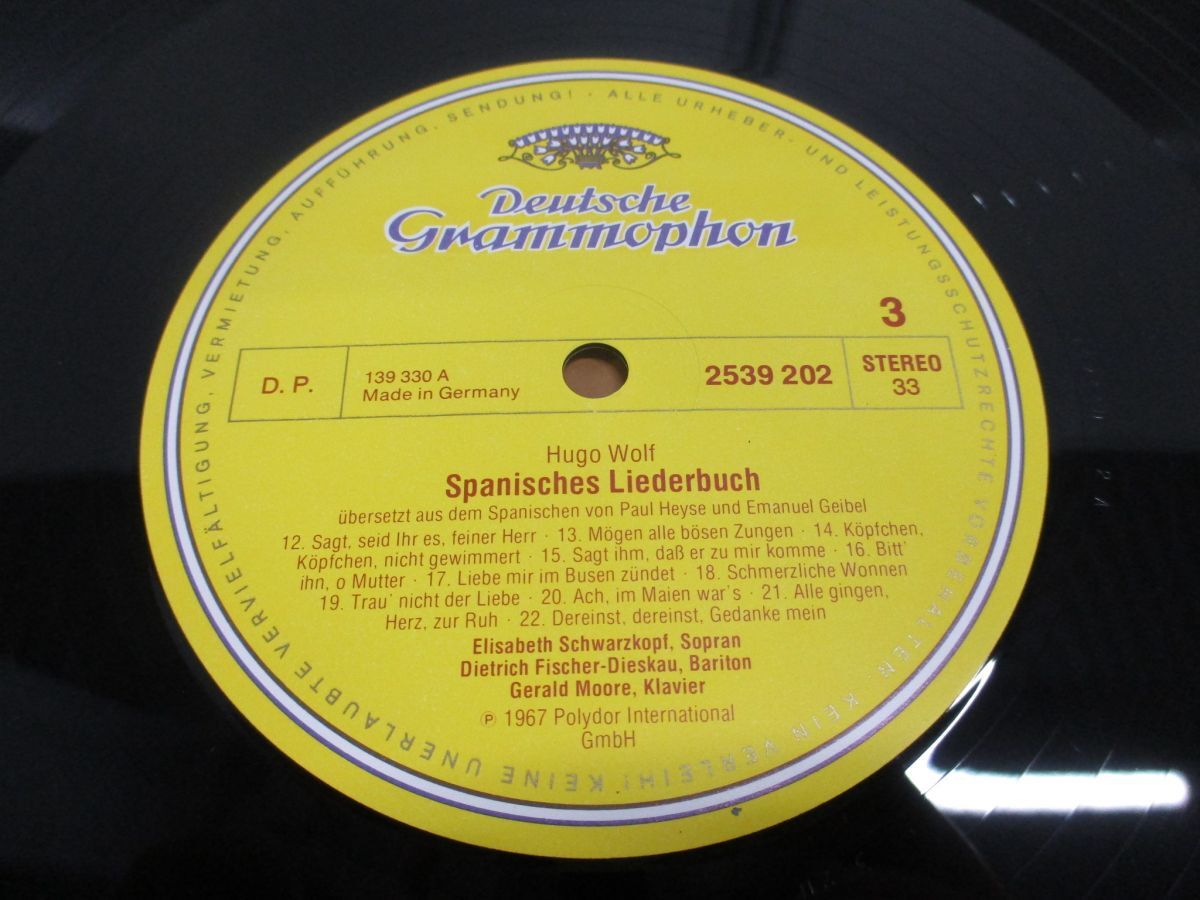 ALLE URHEBER- UND LEISTUNGSSCHUTZRECHTE VORBEHALTEN · KEIN VERLEIH! KEINE UNERLAUBTE VERVIELFÄLTIGUNG, VERMIETUNG, AUFFÜHRUNG, SENDUNG! ·
Deutsche
Grammophon
3
D. P.
139 330 A
Made in Germany
2539 202
STEREO
33
Hugo Wolf
Spanisches Liederbuch
übersetzt aus dem Spanischen von Paul Heyse und Emanuel Geibel
12. Sagt, seid Ihr es, feiner Herr · 13. Mögen alle bösen Zungen · 14. Köpfchen,
Köpfchen, nicht gewimmert · 15. Sagt ihm, daß er zu mir komme · 16. Bitt'
ihn, o Mutter · 17. Liebe mir im Busen zündet · 18. Schmerzliche Wonnen
19. Trau' nicht der Liebe · 20. Ach, im Maien war's · 21. Alle gingen,
Herz, zur Ruh · 22. Dereinst, dereinst, Gedanke mein
Elisabeth Schwarzkopf, Sopran
Dietrich Fischer-Dieskau, Bariton
Gerald Moore, Klavier
℗ 1967 Polydor International
GmbH